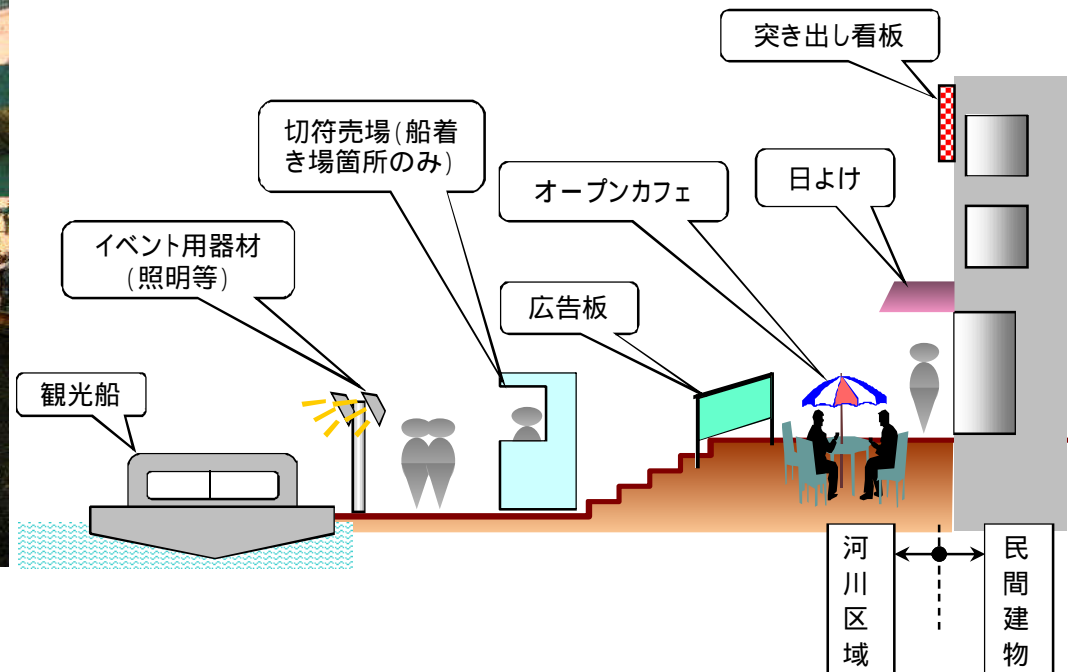 突き出し看板
切符売場(船着
き場箇所のみ)
オープンカフェ
日よけ
イベント用器材
(照明等)
広告板
観光船
河川区域
民間建物